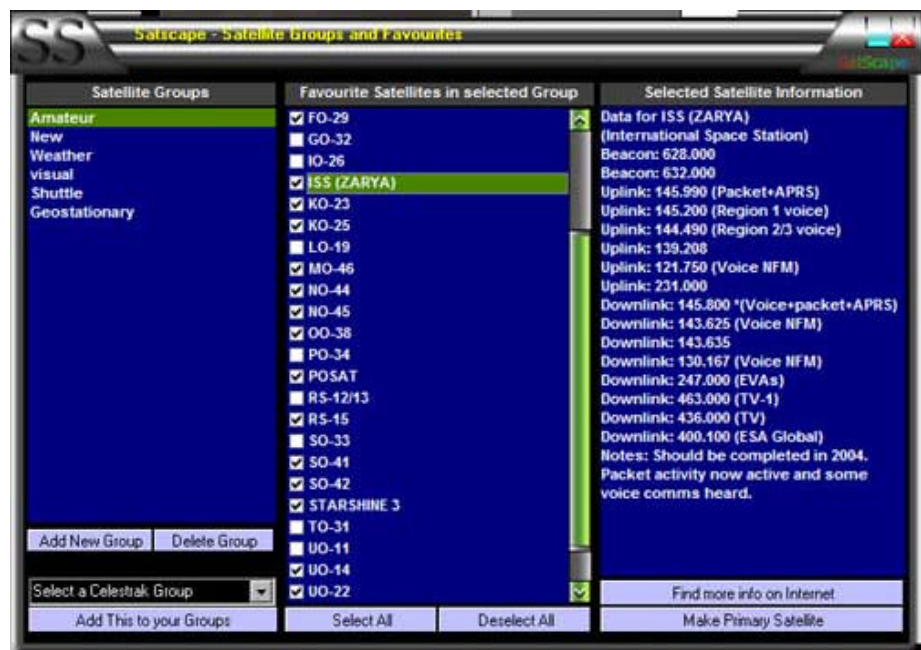 SS
Satscape - Satellite Groups and Favourites
SatScape
Satellite Groups
Amateur
New
Weather
visual
Shuttle
Geostationary
Add New Group
Delete Group
Select a Celestrak Group
Add This to your Groups
Favourite Satellites in selected Group
FO-29
GO-32
IO-26
ISS (ZARYA)
KO-23
KO-25
LO-19
MO-46
NO-44
NO-45
OO-38
PO-34
POSAT
RS-12/13
RS-15
SO-33
SO-41
SO-42
STARSHINE 3
TO-31
UO-11
UO-14
UO-22
Select All
Deselect All
Selected Satellite Information
Data for ISS (ZARYA)
(International Space Station)
Beacon: 628.000
Beacon: 632.000
Uplink: 145.990 (Packet+APRS)
Uplink: 145.200 (Region 1 voice)
Uplink: 144.490 (Region 2/3 voice)
Uplink: 139.208
Uplink: 121.750 (Voice NFM)
Uplink: 231.000
Downlink: 145.800 *(Voice+packet+APRS)
Downlink: 143.625 (Voice NFM)
Downlink: 143.635
Downlink: 130.167 (Voice NFM)
Downlink: 247.000 (EVAs)
Downlink: 463.000 (TV-1)
Downlink: 436.000 (TV)
Downlink: 400.100 (ESA Global)
Notes: Should be completed in 2004.
Packet activity now active and some
voice comms heard.
Find more info on Internet
Make Primary Satellite